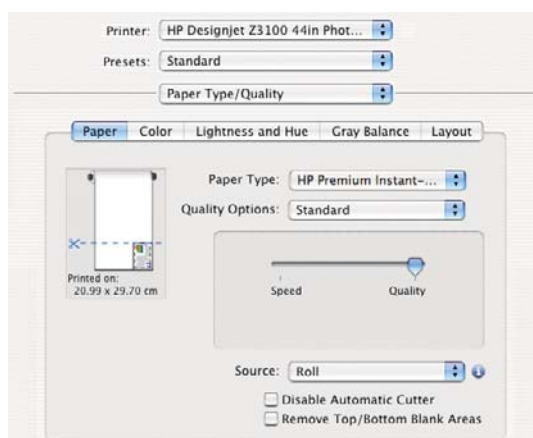 Printer: HP Designjet Z3100 44in Phot...
Presets: Standard
Paper Type/Quality
Paper Color Lightness and Hue Gray Balance Layout
Paper Type: HP Premium Instant-...
Quality Options: Standard
Printed on:
20.99 x 29.70 cm
Speed Quality
Source: Roll
Disable Automatic Cutter
Remove Top/Bottom Blank Areas